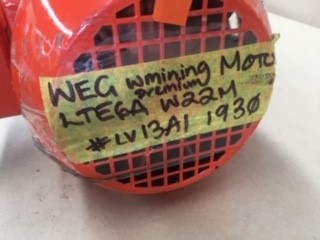 WEG wmining MOTO
premium
LTEGA W22M
#LV13A1 1930